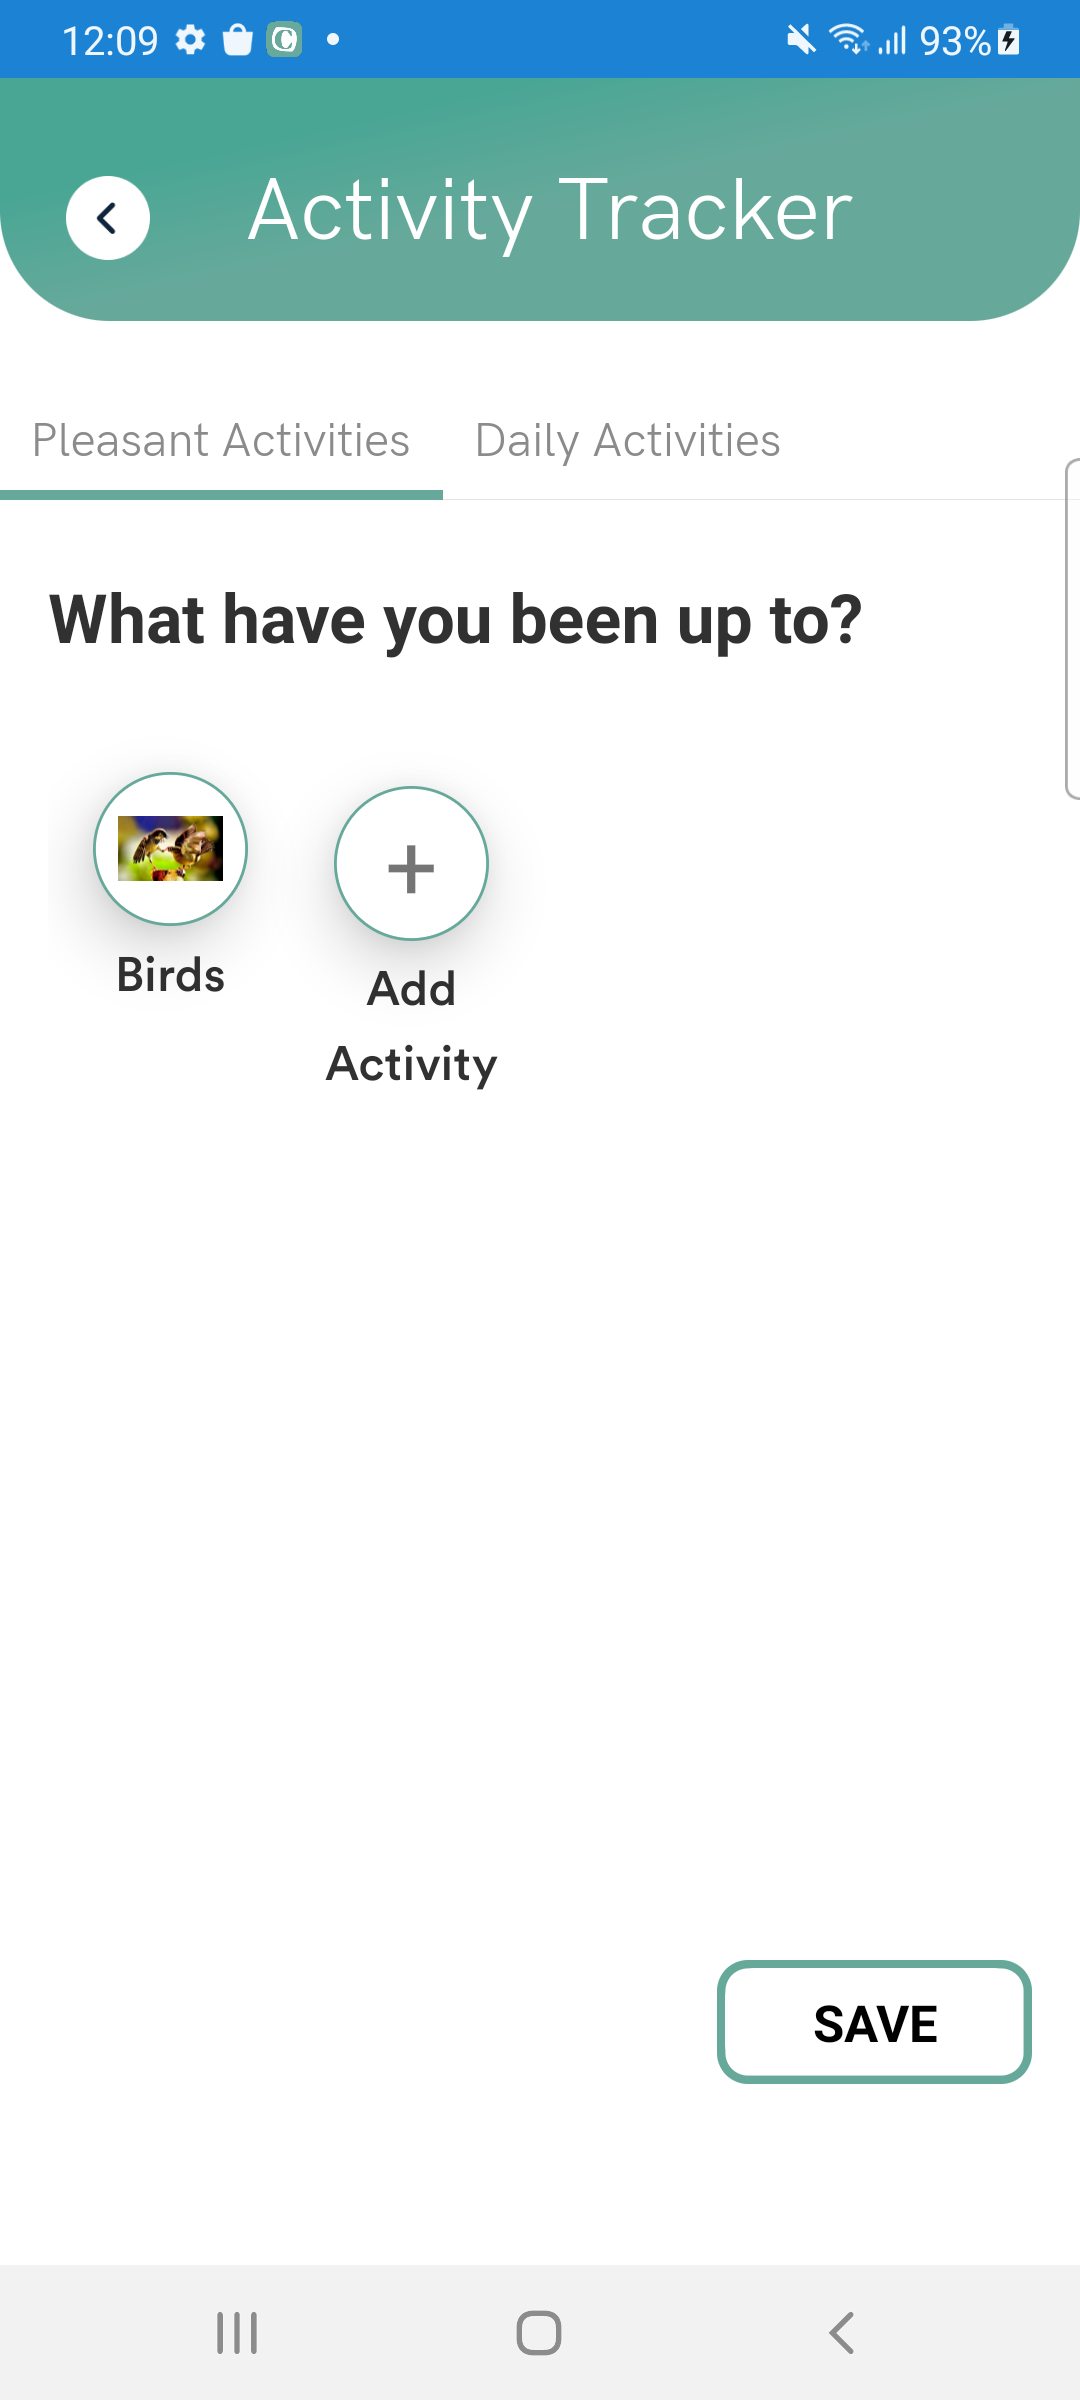 12:09
93%
Activity Tracker
Pleasant Activities
Daily Activities
What have you been up to?
Birds
Add
Activity
SAVE